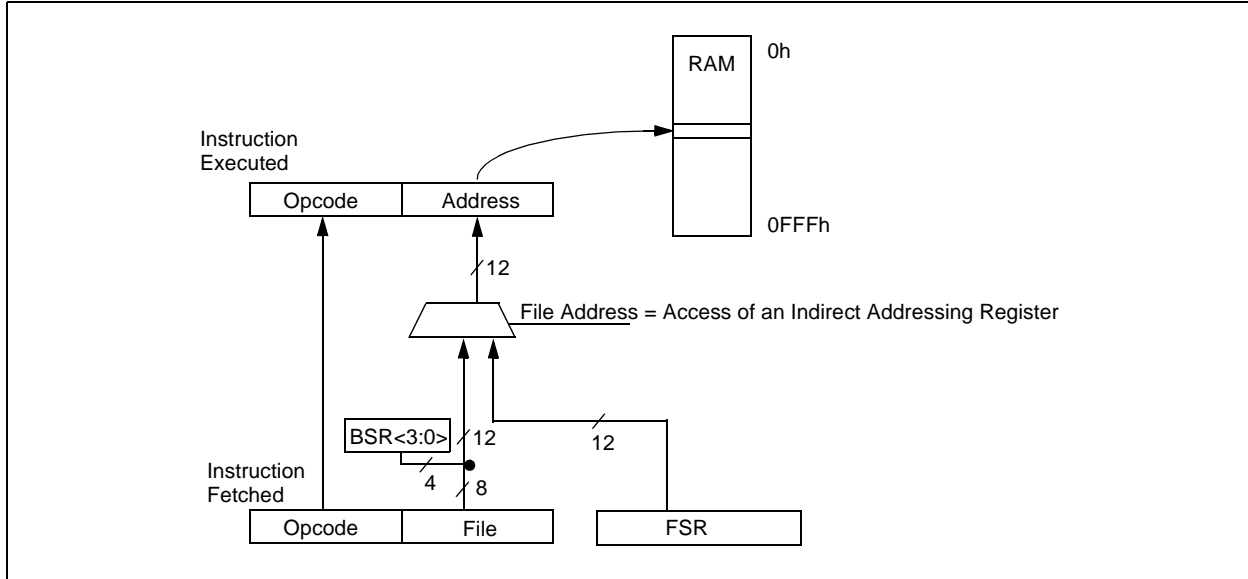 RAM
0h
Instruction
Executed
Opcode
Address
0FFFh
12
File Address = Access of an Indirect Addressing Register
BSR<3:0>
12
12
4
8
Instruction
Fetched
Opcode
File
FSR